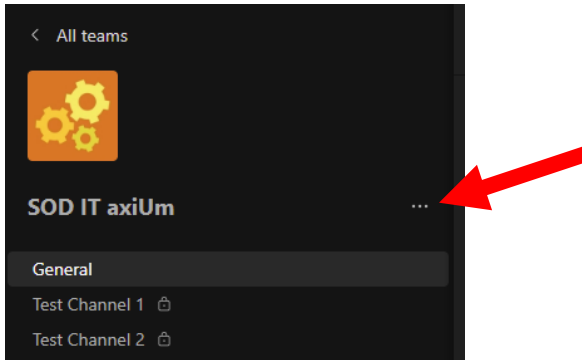 All teams
SOD IT axiUm
...
General
Test Channel 1
Test Channel 2